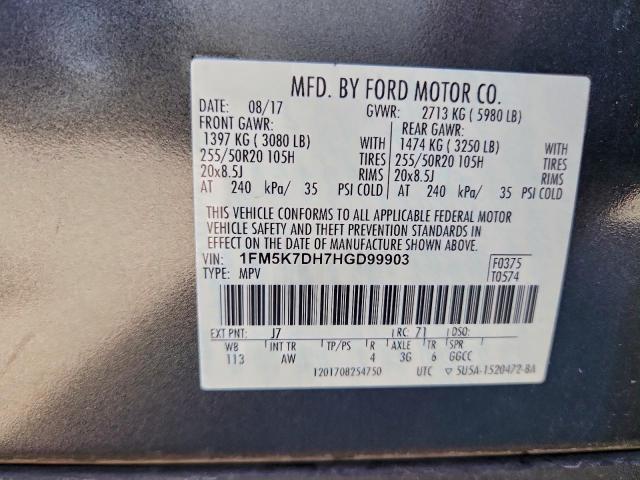 MFD. BY FORD MOTOR CO.
DATE: 08/17 GVWR: 2713 KG ( 5980 LB)
FRONT GAWR: REAR GAWR:
1397 KG ( 3080 LB) WITH 1474 KG ( 3250 LB)
255/50R20 105H TIRES 255/50R20 105H
20x8.5J RIMS 20x8.5J
AT 240 kPa/ 35 PSI COLD AT 240 kPa/ 35 PSI COLD
WITH
TIRES
RIMS
THIS VEHICLE CONFORMS TO ALL APPLICABLE FEDERAL MOTOR
VEHICLE SAFETY AND THEFT PREVENTION STANDARDS IN
EFFECT ON THE DATE OF MANUFACTURE SHOWN ABOVE.
VIN: 1FM5K7DH7HGD99903 F0375
TYPE: MPV T0574
EXT PNT: J7 RC: 71 DSO:
WB INT TR TP/PS R AXLE TR SPR
113 AW 4 3G 6 GGCC
1201708254750 UTC ▽ 5U5A-1520472-BA